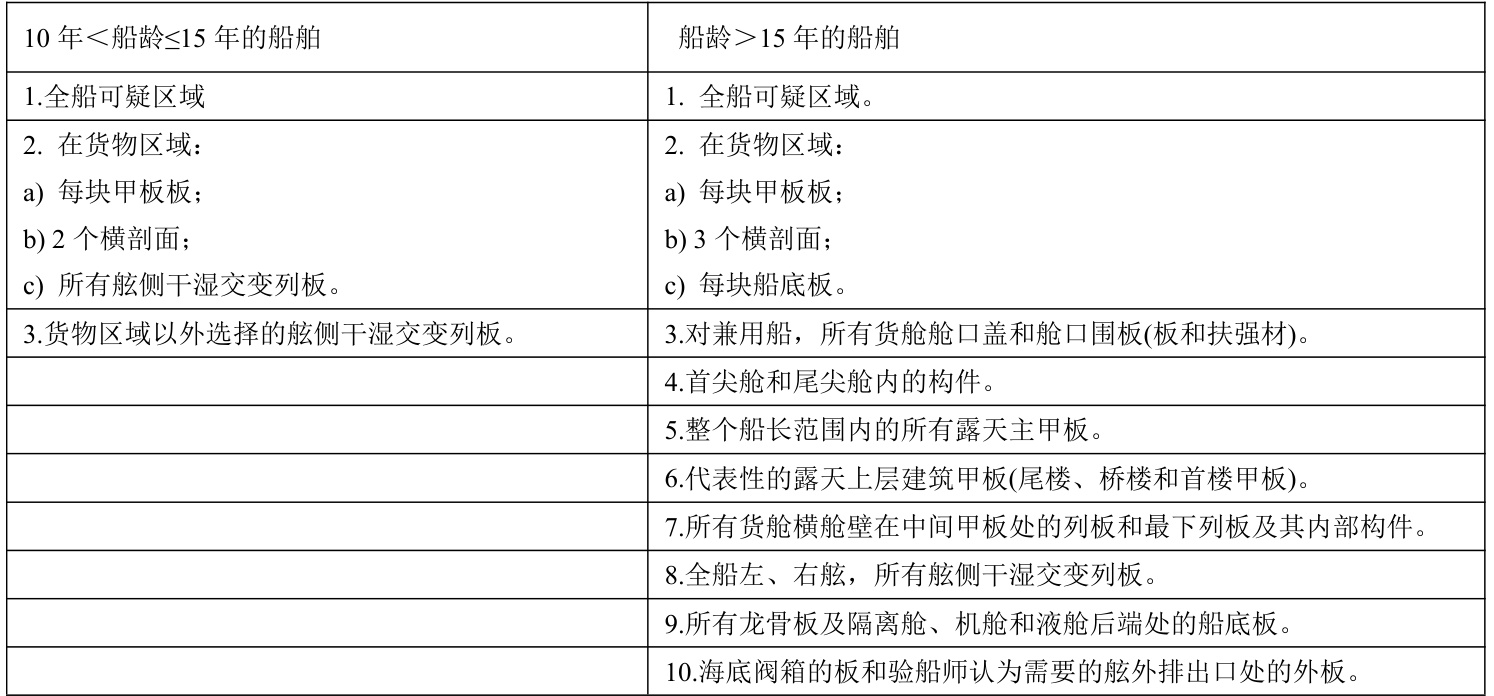 10 年＜船龄≤15 年的船舶
船龄＞15 年的船舶
1.全船可疑区域
1. 全船可疑区域。
2. 在货物区域：
a) 每块甲板板；
b) 2 个横剖面；
c) 所有舷侧干湿交变列板。
2. 在货物区域：
a) 每块甲板板；
b) 3 个横剖面；
c) 每块船底板。
3.货物区域以外选择的舷侧干湿交变列板。
3.对兼用船，所有货舱舱口盖和舱口围板(板和扶强材)。
4.首尖舱和尾尖舱内的构件。
5.整个船长范围内的所有露天主甲板。
6.代表性的露天上层建筑甲板(尾楼、桥楼和首楼甲板)。
7.所有货舱横舱壁在中间甲板处的列板和最下列板及其内部构件。
8.全船左、右舷，所有舷侧干湿交变列板。
9.所有龙骨板及隔离舱、机舱和液舱后端处的船底板。
10.海底阀箱的板和验船师认为需要的舷外排出口处的外板。